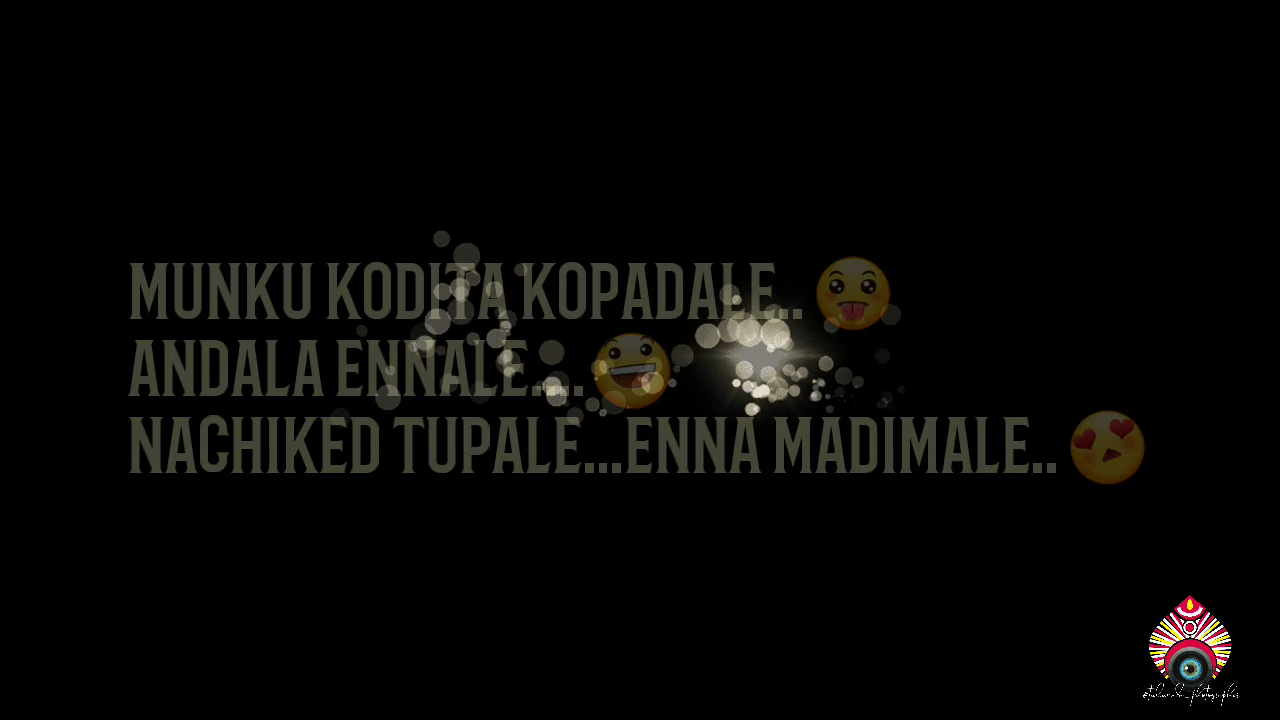 MUNKU KODITA KOPADALE.. 😛
ANDALA ENNALE.... 😃
NACHIKED TUPALE...ENNA MADIMALE.. 😍